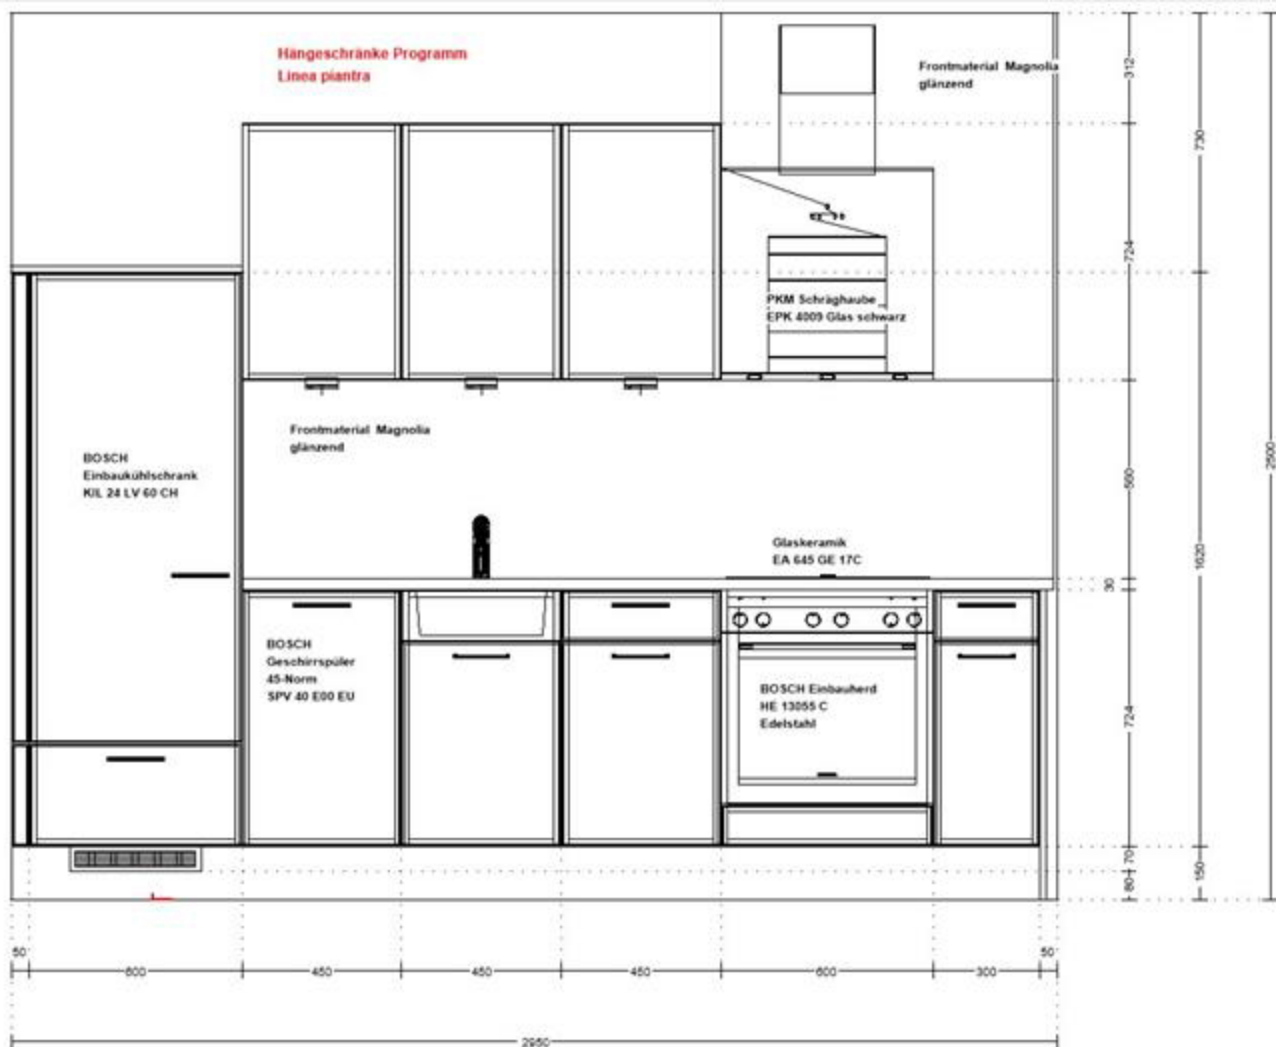 Hängeschränke Programm
Linea piantra
Frontmaterial Magnolia
glänzend
312
730
724
PKM Schräghaube
EPK 4009 Glas schwarz
Frontmaterial Magnolia
glänzend
BOSCH
Einbaukühlschrank
KIL 24 LV 60 CH
2500
560
Glaskeramik
EA 645 GE 17C
1620
30
BOSCH
Geschirrspüler
45-Norm
SPV 40 E00 EU
BOSCH Einbauherd
HE 13055 C
Edelstahl
724
70
150
80
50
600
450
450
450
600
300
50
2950